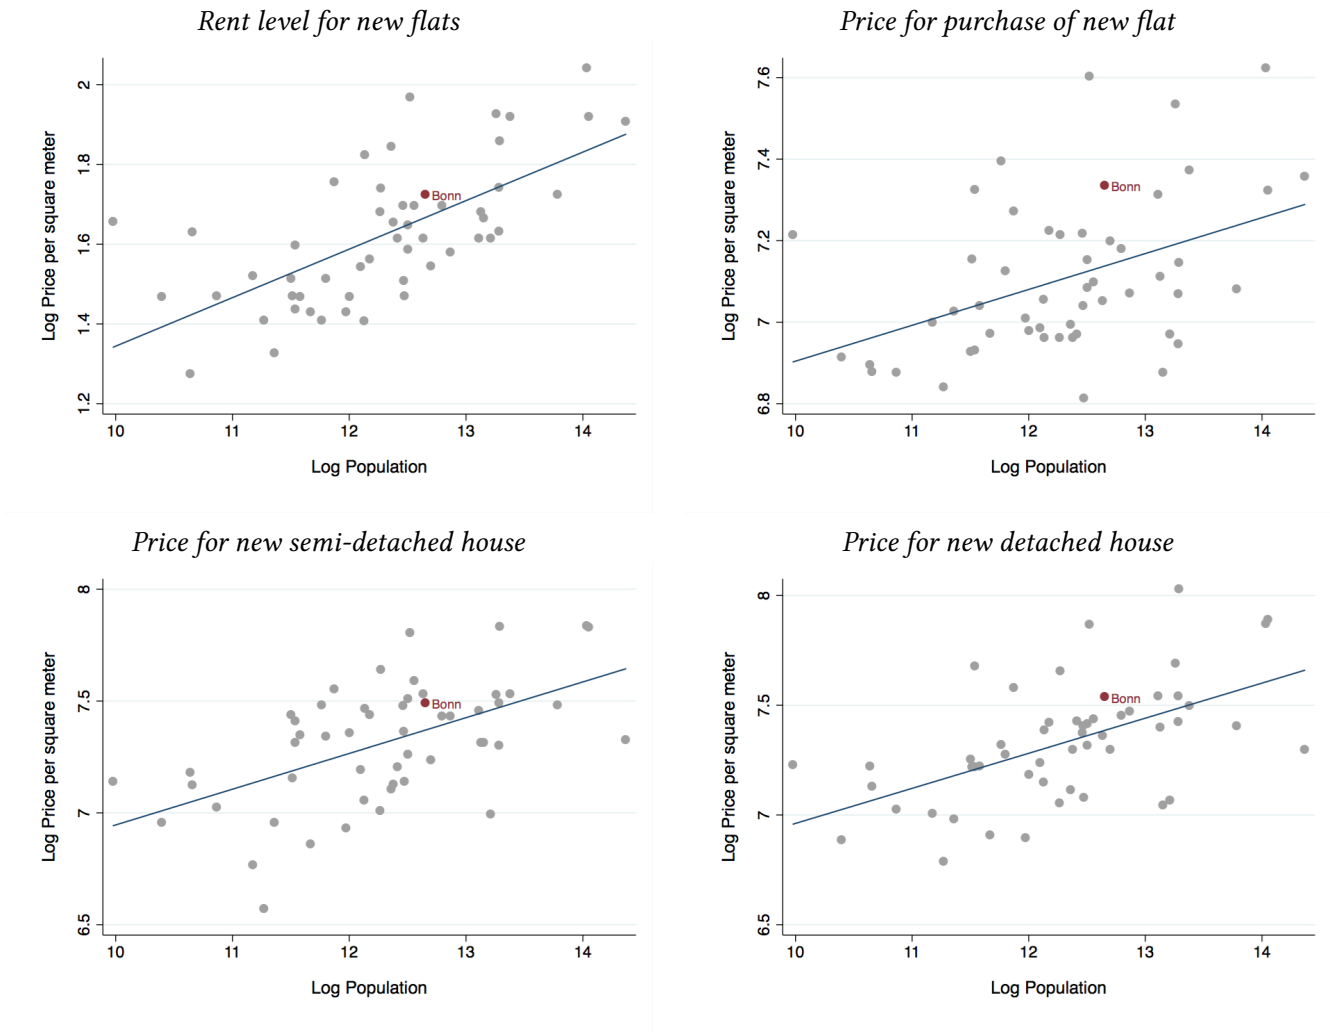 Rent level for new flats
Log Price per square meter
2
1.8
1.6
1.4
1.2
Bonn
10 11 12 13 14
Log Population
Price for purchase of new flat
Log Price per square meter
7.6
7.4
7.2
7
6.8
Bonn
10 11 12 13 14
Log Population
Price for new semi-detached house
Log Price per square meter
8
7.5
7
6.5
Bonn
10 11 12 13 14
Log Population
Price for new detached house
Log Price per square meter
8
7.5
7
6.5
Bonn
10 11 12 13 14
Log Population